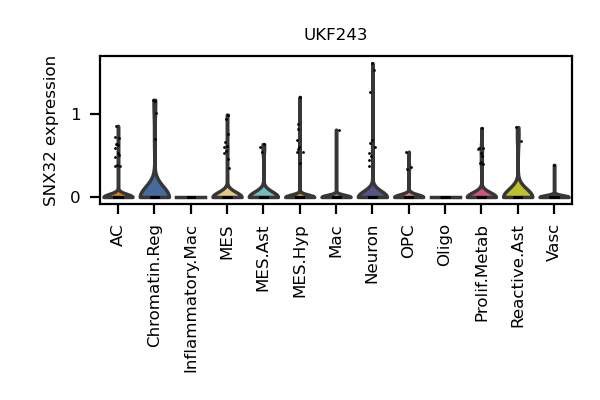 UKF243
SNX32 expression
1
0
AC
Chromatin.Reg
Inflammatory.Mac
MES
MES.Ast
MES.Hyp
Mac
Neuron
OPC
Oligo
Prolif.Metab
Reactive.Ast
Vasc